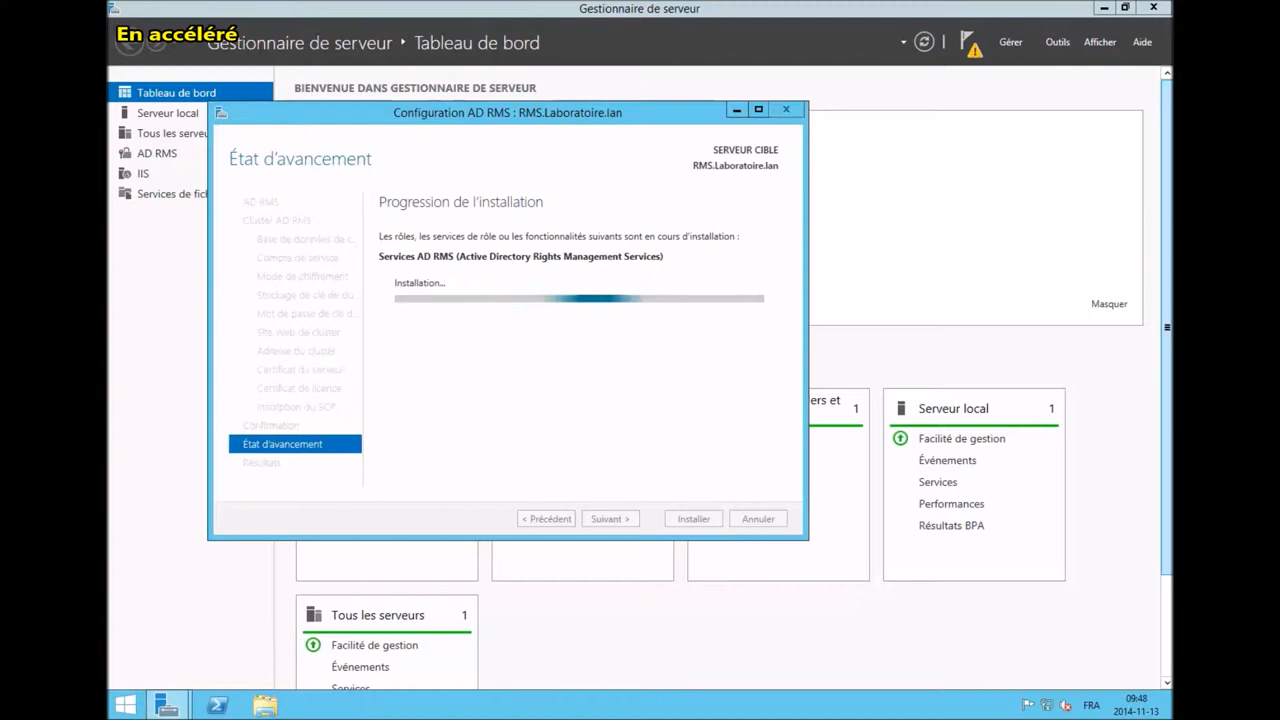 Gestionnaire de serveur
En accéléré
Gestionnaire de serveur
Tableau de bord
Gérer
Outils
Afficher
Aide
Tableau de bord
Serveur local
Tous les serveu
AD RMS
IIS
Services de fich
BIENVENUE DANS GESTIONNAIRE DE SERVEUR
Configuration AD RMS : RMS.Laboratoire.lan
État d'avancement
SERVEUR CIBLE
RMS.Laboratoire.lan
AD RMS
Cluster AD RMS
Base de données de c...
Compte de service
Mode de chiffrement
Stockage de clé de clu...
Mot de passe de clé d...
Site Web de cluster
Adresse du cluster
Certificat du serveur
Certificat de licence
Inscription du SCP
Confirmation
État d'avancement
Résultats
Progression de l'installation
Les rôles, les services de rôle ou les fonctionnalités suivants sont en cours d'installation :
Services AD RMS (Active Directory Rights Management Services)
Installation...
< Précédent
Suivant >
Installer
Annuler
Masquer
ers et
1
Serveur local
1
Facilité de gestion
Événements
Services
Performances
Résultats BPA
Tous les serveurs
1
Facilité de gestion
Événements
Services
FRA
09:48
2014-11-13